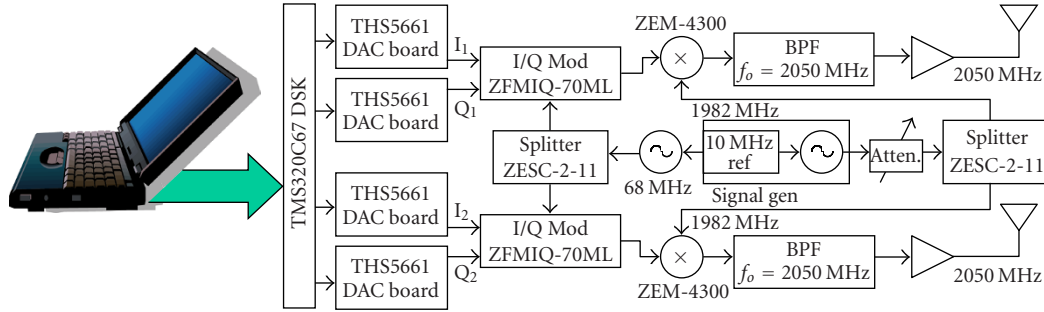 TMS320C67 DSK
THS5661
DAC board
I₁
THS5661
DAC board
Q₁
I/Q Mod
ZFMIQ-70ML
ZEM-4300
×
BPF
fₒ = 2050 MHz
2050 MHz
1982 MHz
Splitter
ZESC-2-11
68 MHz
10 MHz
ref
Signal gen
Atten.
Splitter
ZESC-2-11
THS5661
DAC board
I₂
THS5661
DAC board
Q₂
I/Q Mod
ZFMIQ-70ML
1982 MHz
×
ZEM-4300
BPF
fₒ = 2050 MHz
2050 MHz